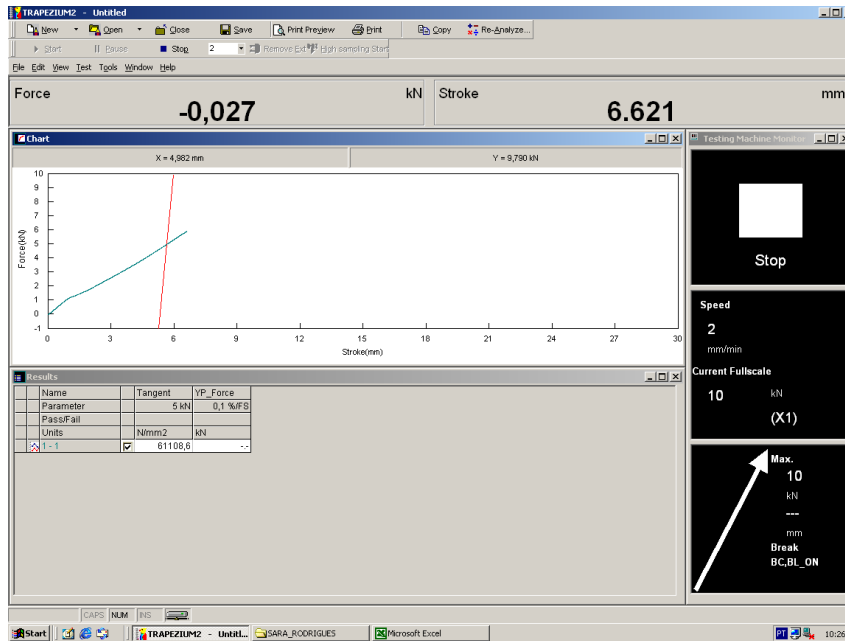 TRAPEZIUM2 - Untitled
New Open Close Save Print Preview Print Copy Re-Analyze...
Start Pause Stop 2 Remove Ext High sampling Start
File Edit View Test Tools Window Help
Force kN Stroke mm
-0,027 6.621
Chart
X = 4,982 mm Y = 9,790 kN
10
9
8
7
6
5
4
3
2
1
0
-1
Force(kN)
0 3 6 9 12 15 18 21 24 27 30
Stroke(mm)
Results
Name Tangent YP_Force
Parameter 5 kN 0,1 %/FS
Pass/Fail
Units N/mm2 kN
1 - 1 61108,6 -.-
Testing Machine Monitor
Stop
Speed
2
mm/min
Current Fullscale
10 kN
(X1)
Max.
10
kN
---
mm
Break
BC,BL_ON
CAPS NUM INS
Start TRAPEZIUM2 - Untitl... SARA_RODRIGUES Microsoft Excel PT 10:26